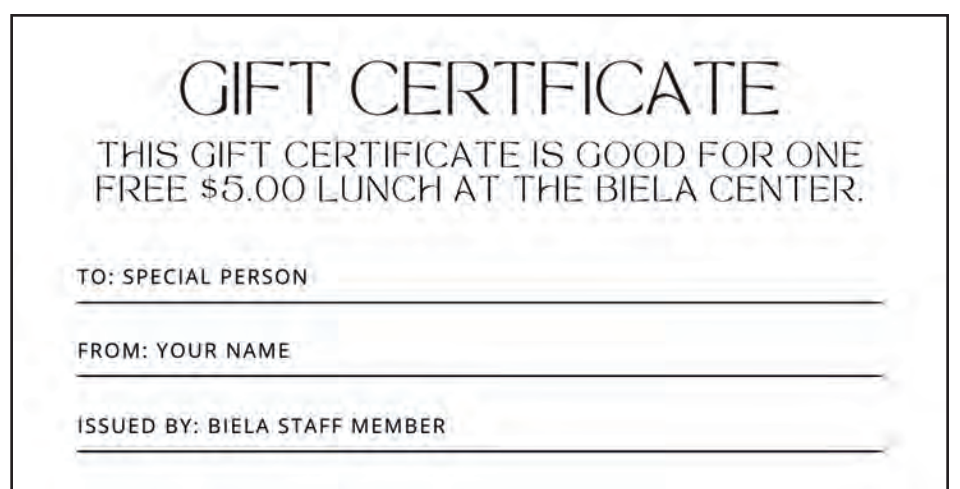 GIFT CERTFICATE
THIS GIFT CERTIFICATE IS GOOD FOR ONE
FREE $5.00 LUNCH AT THE BIELA CENTER.
TO: SPECIAL PERSON
FROM: YOUR NAME
ISSUED BY: BIELA STAFF MEMBER